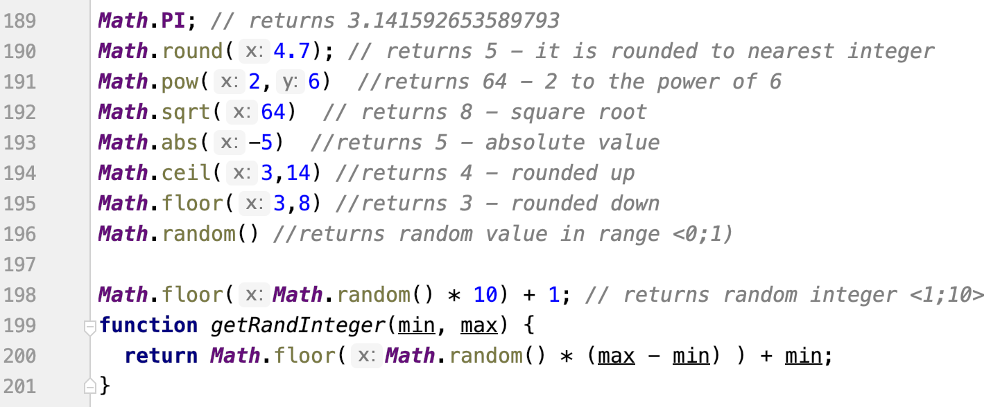 189 Math.PI; // returns 3.141592653589793
190 Math.round( x: 4.7); // returns 5 – it is rounded to nearest integer
191 Math.pow( x: 2, y: 6)  //returns 64 – 2 to the power of 6
192 Math.sqrt( x: 64)  // returns 8 – square root
193 Math.abs( x: -5)  //returns 5 – absolute value
194 Math.ceil( x: 3,14) //returns 4 – rounded up
195 Math.floor( x: 3,8) //returns 3 – rounded down
196 Math.random() //returns random value in range <0;1)
197
198 Math.floor( x: Math.random() * 10) + 1; // returns random integer <1;10>
199 function getRandInteger(min, max) {
200   return Math.floor( x: Math.random() * (max - min) ) + min;
201 }